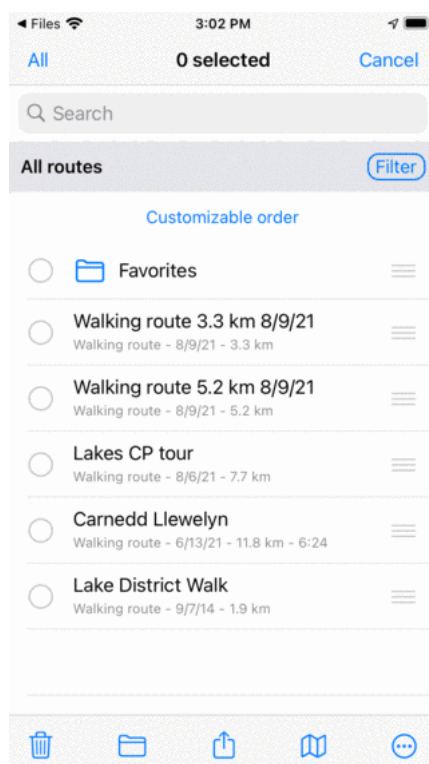 Files
3:02 PM
All
0 selected
Cancel
Search
All routes
Filter
Customizable order
Favorites
Walking route 3.3 km 8/9/21
Walking route - 8/9/21 - 3.3 km
Walking route 5.2 km 8/9/21
Walking route - 8/9/21 - 5.2 km
Lakes CP tour
Walking route - 8/6/21 - 7.7 km
Carnedd Llewelyn
Walking route - 6/13/21 - 11.8 km - 6:24
Lake District Walk
Walking route - 9/7/14 - 1.9 km